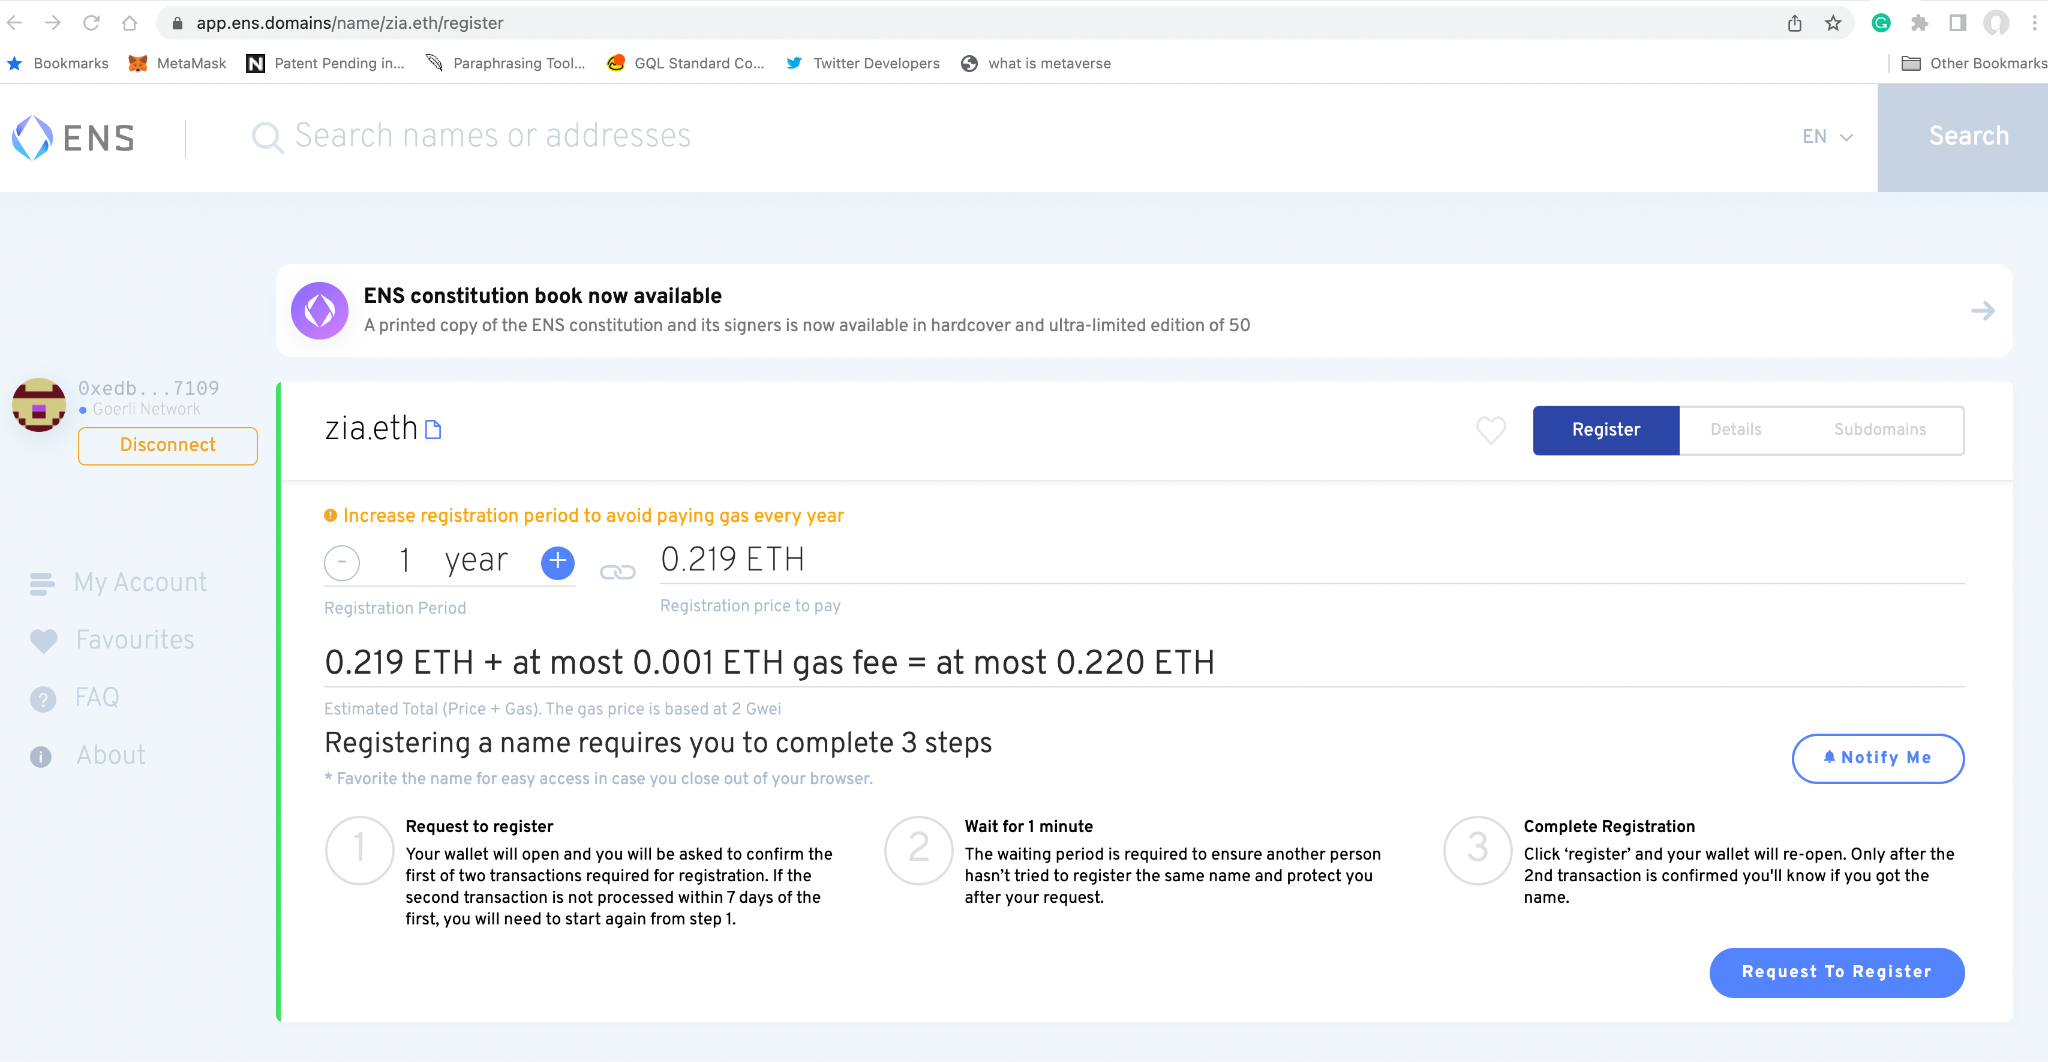 app.ens.domains/name/zia.eth/register
Bookmarks
MetaMask
Patent Pending in...
Paraphrasing Tool...
GQL Standard Co...
Twitter Developers
what is metaverse
Other Bookmarks
ENS
Search names or addresses
EN
Search
ENS constitution book now available
A printed copy of the ENS constitution and its signers is now available in hardcover and ultra-limited edition of 50
0xedb...7109
Goerli Network
Disconnect
My Account
Favourites
FAQ
About
zia.eth
Register
Details
Subdomains
Increase registration period to avoid paying gas every year
- 1 year +
0.219 ETH
Registration Period
Registration price to pay
0.219 ETH + at most 0.001 ETH gas fee = at most 0.220 ETH
Estimated Total (Price + Gas). The gas price is based at 2 Gwei
Registering a name requires you to complete 3 steps
* Favorite the name for easy access in case you close out of your browser.
Notify Me
1
Request to register
Your wallet will open and you will be asked to confirm the
first of two transactions required for registration. If the
second transaction is not processed within 7 days of the
first, you will need to start again from step 1.
2
Wait for 1 minute
The waiting period is required to ensure another person
hasn’t tried to register the same name and protect you
after your request.
3
Complete Registration
Click ‘register’ and your wallet will re-open. Only after the
2nd transaction is confirmed you'll know if you got the
name.
Request To Register